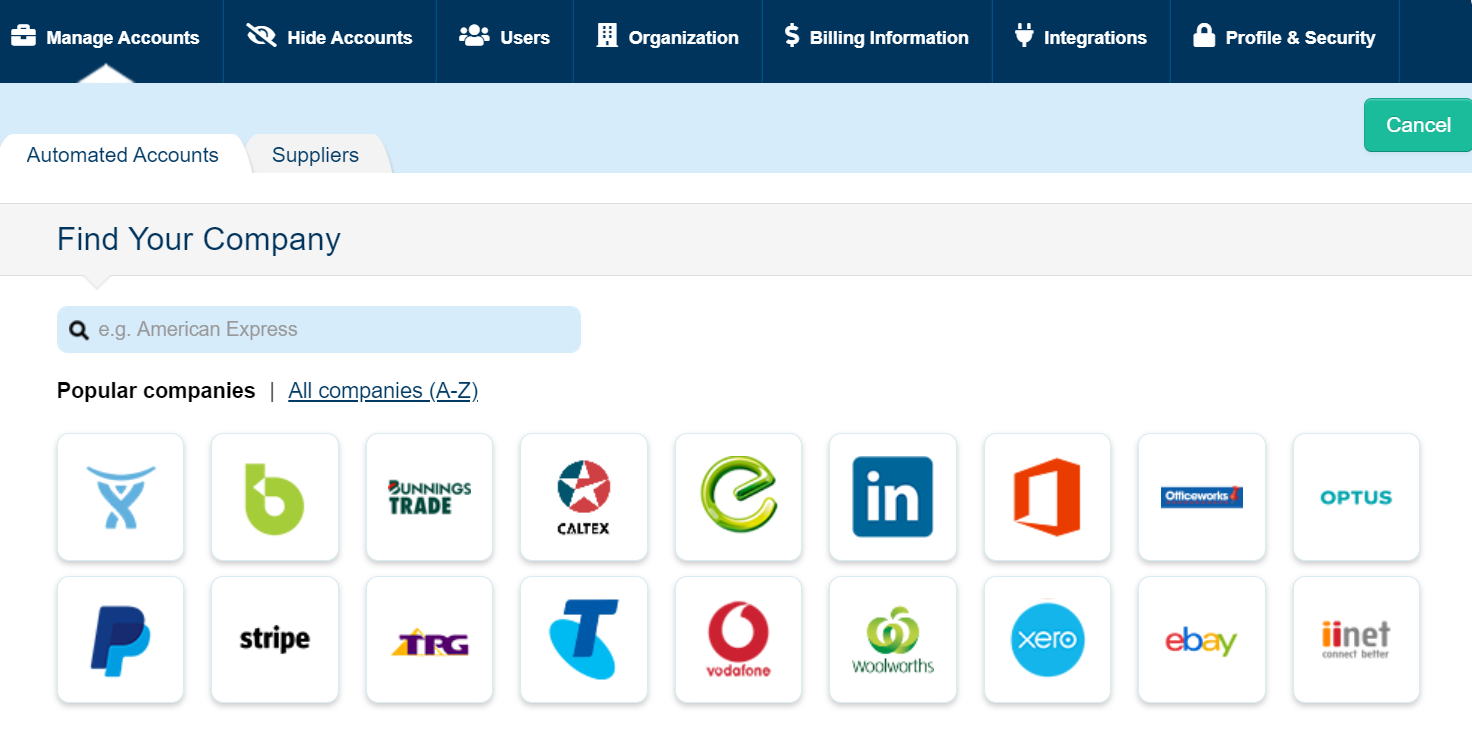 Manage Accounts
Hide Accounts
Users
Organization
Billing Information
Integrations
Profile & Security
Cancel
Automated Accounts
Suppliers
Find Your Company
e.g. American Express
Popular companies | All companies (A-Z)
BUNNINGS
TRADE
CALTEX
e
in
Officeworks
OPTUS
P
stripe
TPG
T
vodafone
woolworths
xero
ebay
iinet
connect better